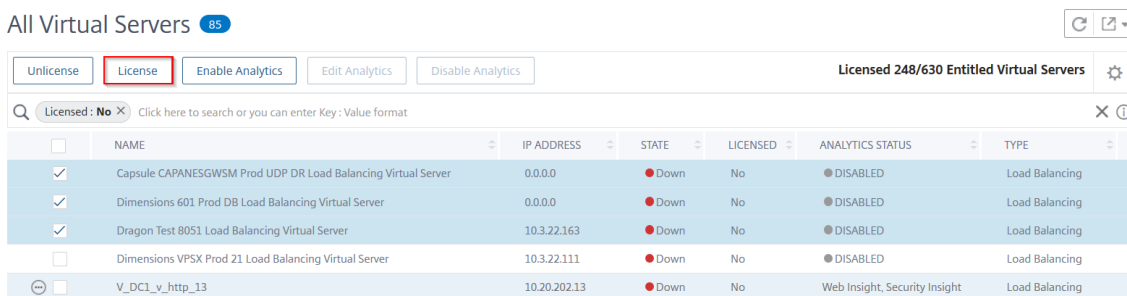 All Virtual Servers 85
Unlicense License Enable Analytics Edit Analytics Disable Analytics Licensed 248/630 Entitled Virtual Servers
Licensed : No Click here to search or you can enter Key : Value format
NAME IP ADDRESS STATE LICENSED ANALYTICS STATUS TYPE
Capsule CAPANESGWSM Prod UDP DR Load Balancing Virtual Server 0.0.0.0 Down No DISABLED Load Balancing
Dimensions 601 Prod DB Load Balancing Virtual Server 0.0.0.0 Down No DISABLED Load Balancing
Dragon Test 8051 Load Balancing Virtual Server 10.3.22.163 Down No DISABLED Load Balancing
Dimensions VPSX Prod 21 Load Balancing Virtual Server 10.3.22.111 Down No DISABLED Load Balancing
V_DC1_v_http_13 10.20.202.13 Down No Web Insight, Security Insight Load Balancing